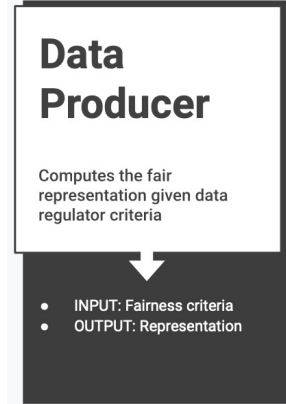 Data
Producer
Computes the fair
representation given data
regulator criteria
● INPUT: Fairness criteria
● OUTPUT: Representation